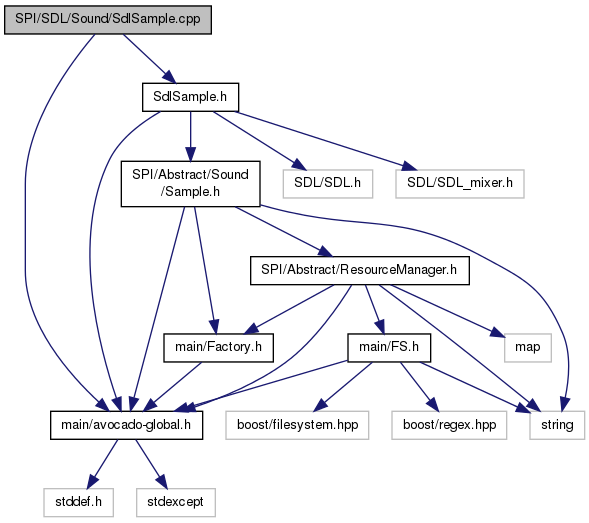 SPI/SDL/Sound/SdlSample.cpp
SdlSample.h
SPI/Abstract/Sound
/Sample.h
SDL/SDL.h
SDL/SDL_mixer.h
SPI/Abstract/ResourceManager.h
main/Factory.h
main/FS.h
map
main/avocado-global.h
boost/filesystem.hpp
boost/regex.hpp
string
stddef.h
stdexcept